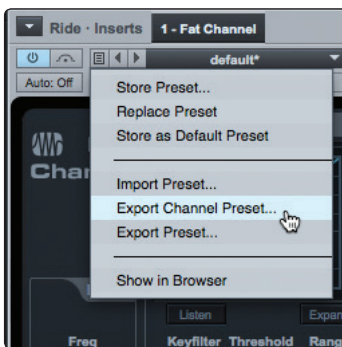 Ride · Inserts 1 - Fat Channel
default*
Auto: Off
Store Preset...
Replace Preset
Store as Default Preset
Import Preset...
Chan
Export Channel Preset...
Export Preset...
Show in Browser
Listen Expan
Freq Keyfilter Threshold Rang